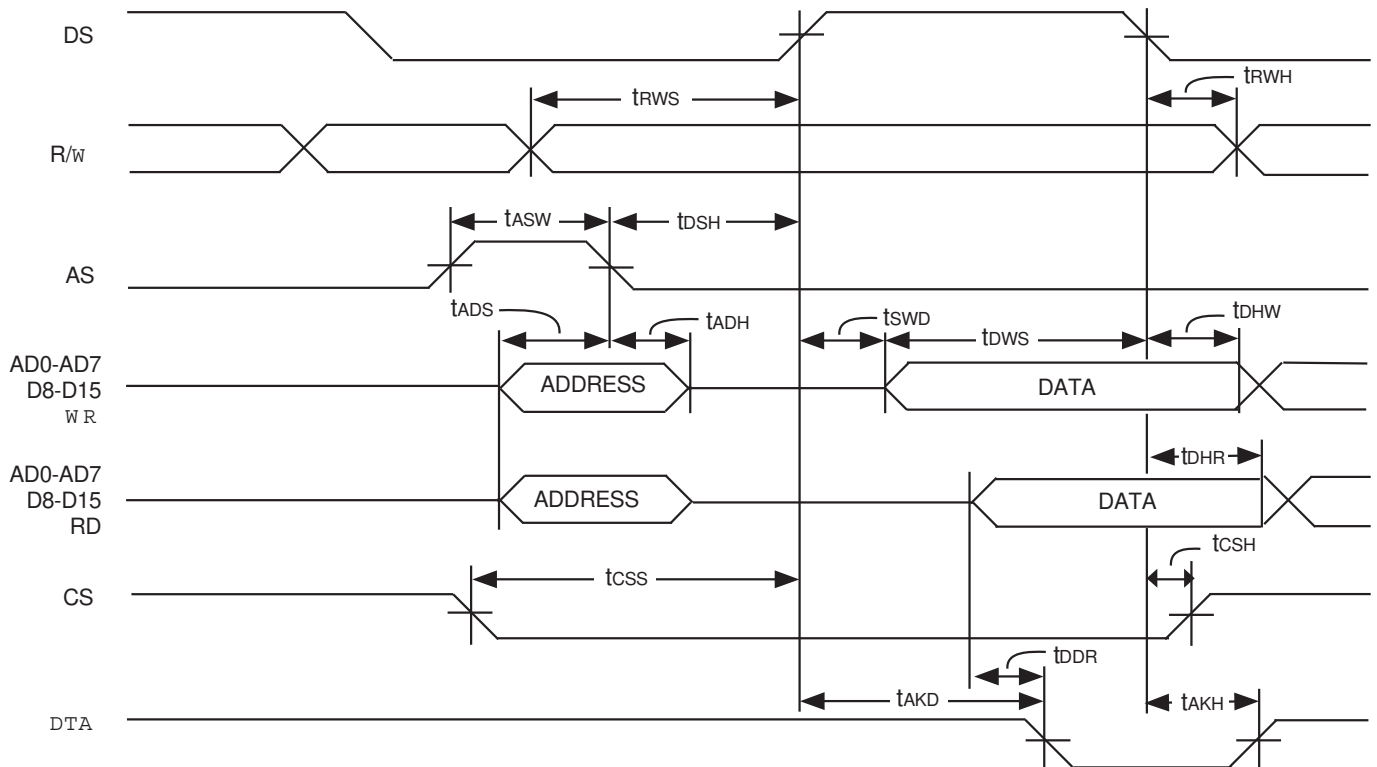 DS
tRWH
tRWS
R/W
tASW
tDSH
AS
tADS
tADH
tSWD
tDHW
tDWS
AD0-AD7
D8-D15
WR
ADDRESS
DATA
tDHR
AD0-AD7
D8-D15
RD
ADDRESS
DATA
tCSH
tCSS
CS
tDDR
tAKD
tAKH
DTA